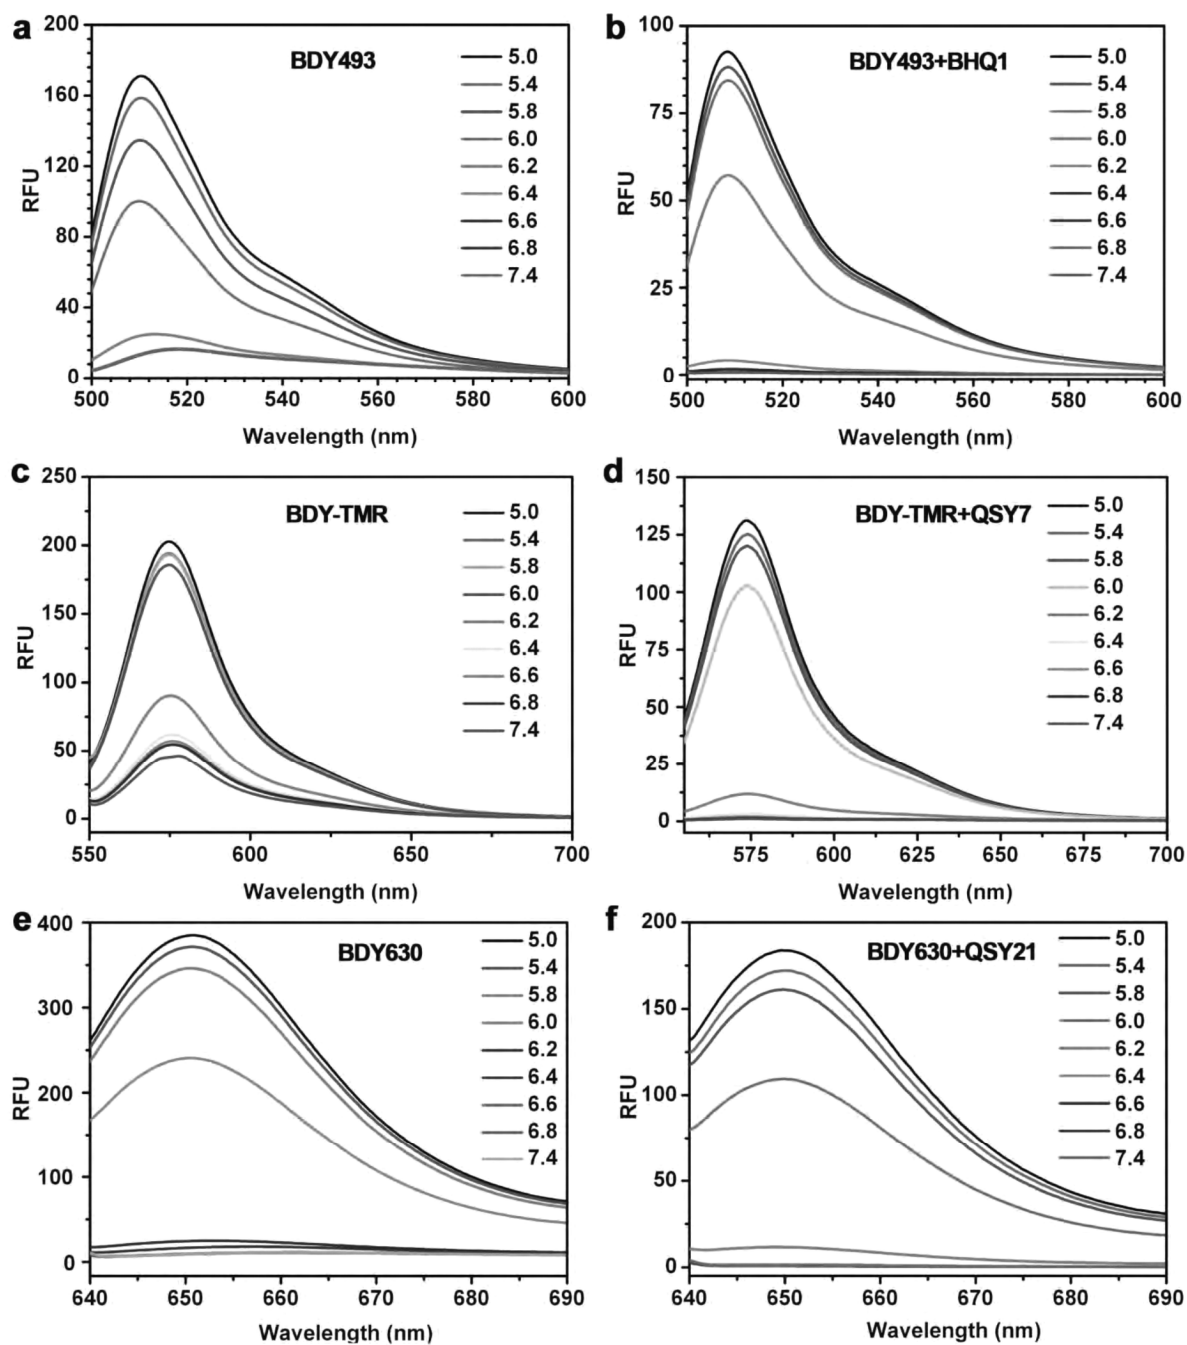 a
BDY493
200
160
120
80
40
0
RFU
5.0
5.4
5.8
6.0
6.2
6.4
6.6
6.8
7.4
500 520 540 560 580 600
Wavelength (nm)
b
BDY493+BHQ1
100
75
50
25
0
RFU
5.0
5.4
5.8
6.0
6.2
6.4
6.6
6.8
7.4
500 520 540 560 580 600
Wavelength (nm)
c
BDY-TMR
250
200
150
100
50
0
RFU
5.0
5.4
5.8
6.0
6.2
6.4
6.6
6.8
7.4
550 600 650 700
Wavelength (nm)
d
BDY-TMR+QSY7
150
125
100
75
50
25
0
RFU
5.0
5.4
5.8
6.0
6.2
6.4
6.6
6.8
7.4
575 600 625 650 675 700
Wavelength (nm)
e
BDY630
400
300
200
100
0
RFU
5.0
5.4
5.8
6.0
6.2
6.4
6.6
6.8
7.4
640 650 660 670 680 690
Wavelength (nm)
f
BDY630+QSY21
200
150
100
50
0
RFU
5.0
5.4
5.8
6.0
6.2
6.4
6.6
6.8
7.4
640 650 660 670 680 690
Wavelength (nm)